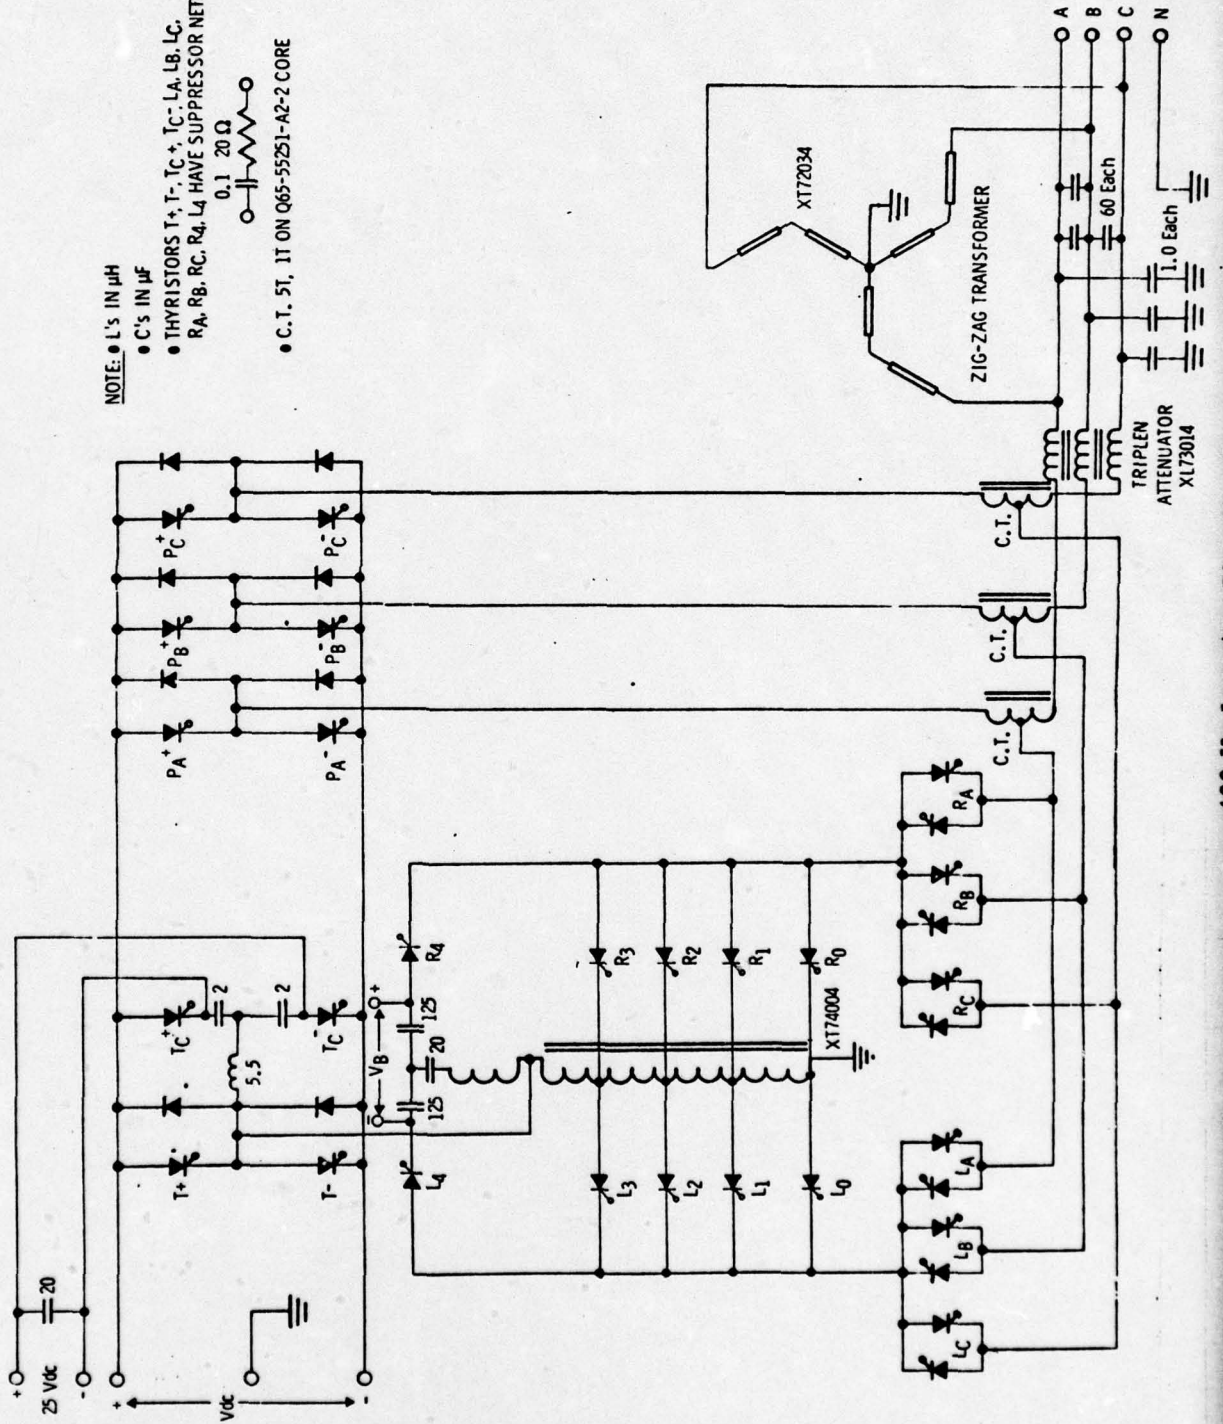 NOTE: • L's IN μH
• C's IN μF
• THYRISTORS T+, T-, TC+, TC-, LA, LB, LC,
RA, RB, RC, R4, L4 HAVE SUPPRESSOR NET
0.1 20 Ω
• C.T. 5T, 1T ON Q65-55251-A2-2 CORE
+
25 Vdc
-
20
+
Vdc
-
T+
T-
TC+
TC-
2
2
5.5
PA+
PA-
PB+
PB-
PC+
PC-
- VB +
L4
125
20
125
R4
L3
L2
L1
L0
R3
R2
R1
R0
XT74004
LC
LB
LA
RC
RB
RA
C.T.
C.T.
C.T.
TRIPLEN
ATTENUATOR
XL73014
XT72034
ZIG-ZAG TRANSFORMER
60 Each
1.0 Each
A
B
C
N